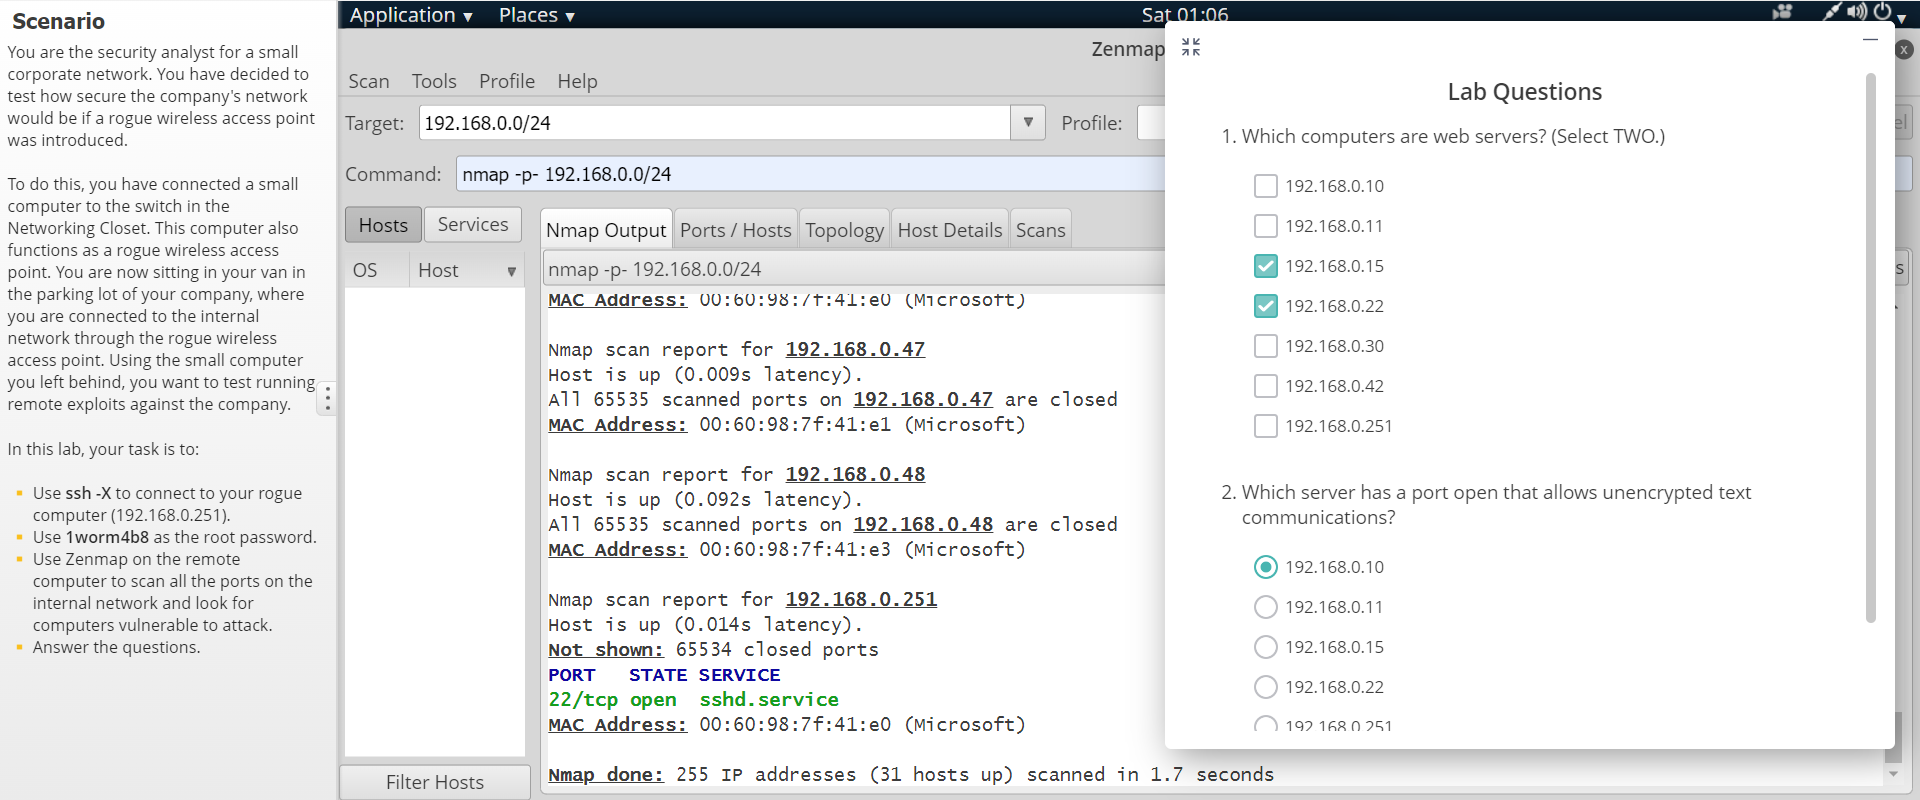 Scenario
You are the security analyst for a small
corporate network. You have decided to
test how secure the company's network
would be if a rogue wireless access point
was introduced.
To do this, you have connected a small
computer to the switch in the
Networking Closet. This computer also
functions as a rogue wireless access
point. You are now sitting in your van in
the parking lot of your company, where
you are connected to the internal
network through the rogue wireless
access point. Using the small computer
you left behind, you want to test running
remote exploits against the company.
In this lab, your task is to:
Use ssh -X to connect to your rogue
computer (192.168.0.251).
Use 1worm4b8 as the root password.
Use Zenmap on the remote
computer to scan all the ports on the
internal network and look for
computers vulnerable to attack.
Answer the questions.
Application Places Sat 01:06
Zenmap
Scan Tools Profile Help
Target: 192.168.0.0/24 Profile:
Command: nmap -p- 192.168.0.0/24
Hosts Services
OS Host
Filter Hosts
Nmap Output Ports / Hosts Topology Host Details Scans
nmap -p- 192.168.0.0/24
MAC Address: 00:60:98:7f:41:e0 (Microsoft)
Nmap scan report for 192.168.0.47
Host is up (0.009s latency).
All 65535 scanned ports on 192.168.0.47 are closed
MAC Address: 00:60:98:7f:41:e1 (Microsoft)
Nmap scan report for 192.168.0.48
Host is up (0.092s latency).
All 65535 scanned ports on 192.168.0.48 are closed
MAC Address: 00:60:98:7f:41:e3 (Microsoft)
Nmap scan report for 192.168.0.251
Host is up (0.014s latency).
Not shown: 65534 closed ports
PORT STATE SERVICE
22/tcp open sshd.service
MAC Address: 00:60:98:7f:41:e0 (Microsoft)
Nmap done: 255 IP addresses (31 hosts up) scanned in 1.7 seconds
Lab Questions
1. Which computers are web servers? (Select TWO.)
192.168.0.10
192.168.0.11
192.168.0.15
192.168.0.22
192.168.0.30
192.168.0.42
192.168.0.251
2. Which server has a port open that allows unencrypted text
communications?
192.168.0.10
192.168.0.11
192.168.0.15
192.168.0.22
192.168.0.251
el
s